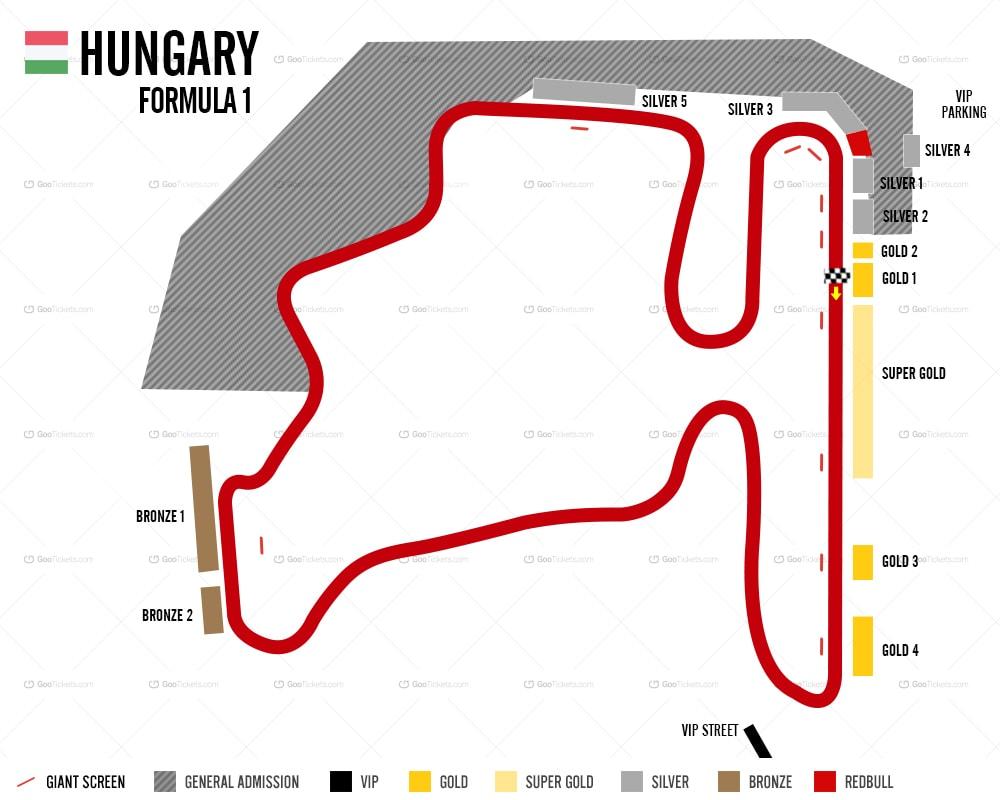 HUNGARY
FORMULA 1
SILVER 5
SILVER 3
VIP
PARKING
SILVER 4
SILVER 1
SILVER 2
GOLD 2
GOLD 1
SUPER GOLD
BRONZE 1
GOLD 3
BRONZE 2
GOLD 4
VIP STREET
GIANT SCREEN
GENERAL ADMISSION
VIP
GOLD
SUPER GOLD
SILVER
BRONZE
REDBULL
GooTickets.com